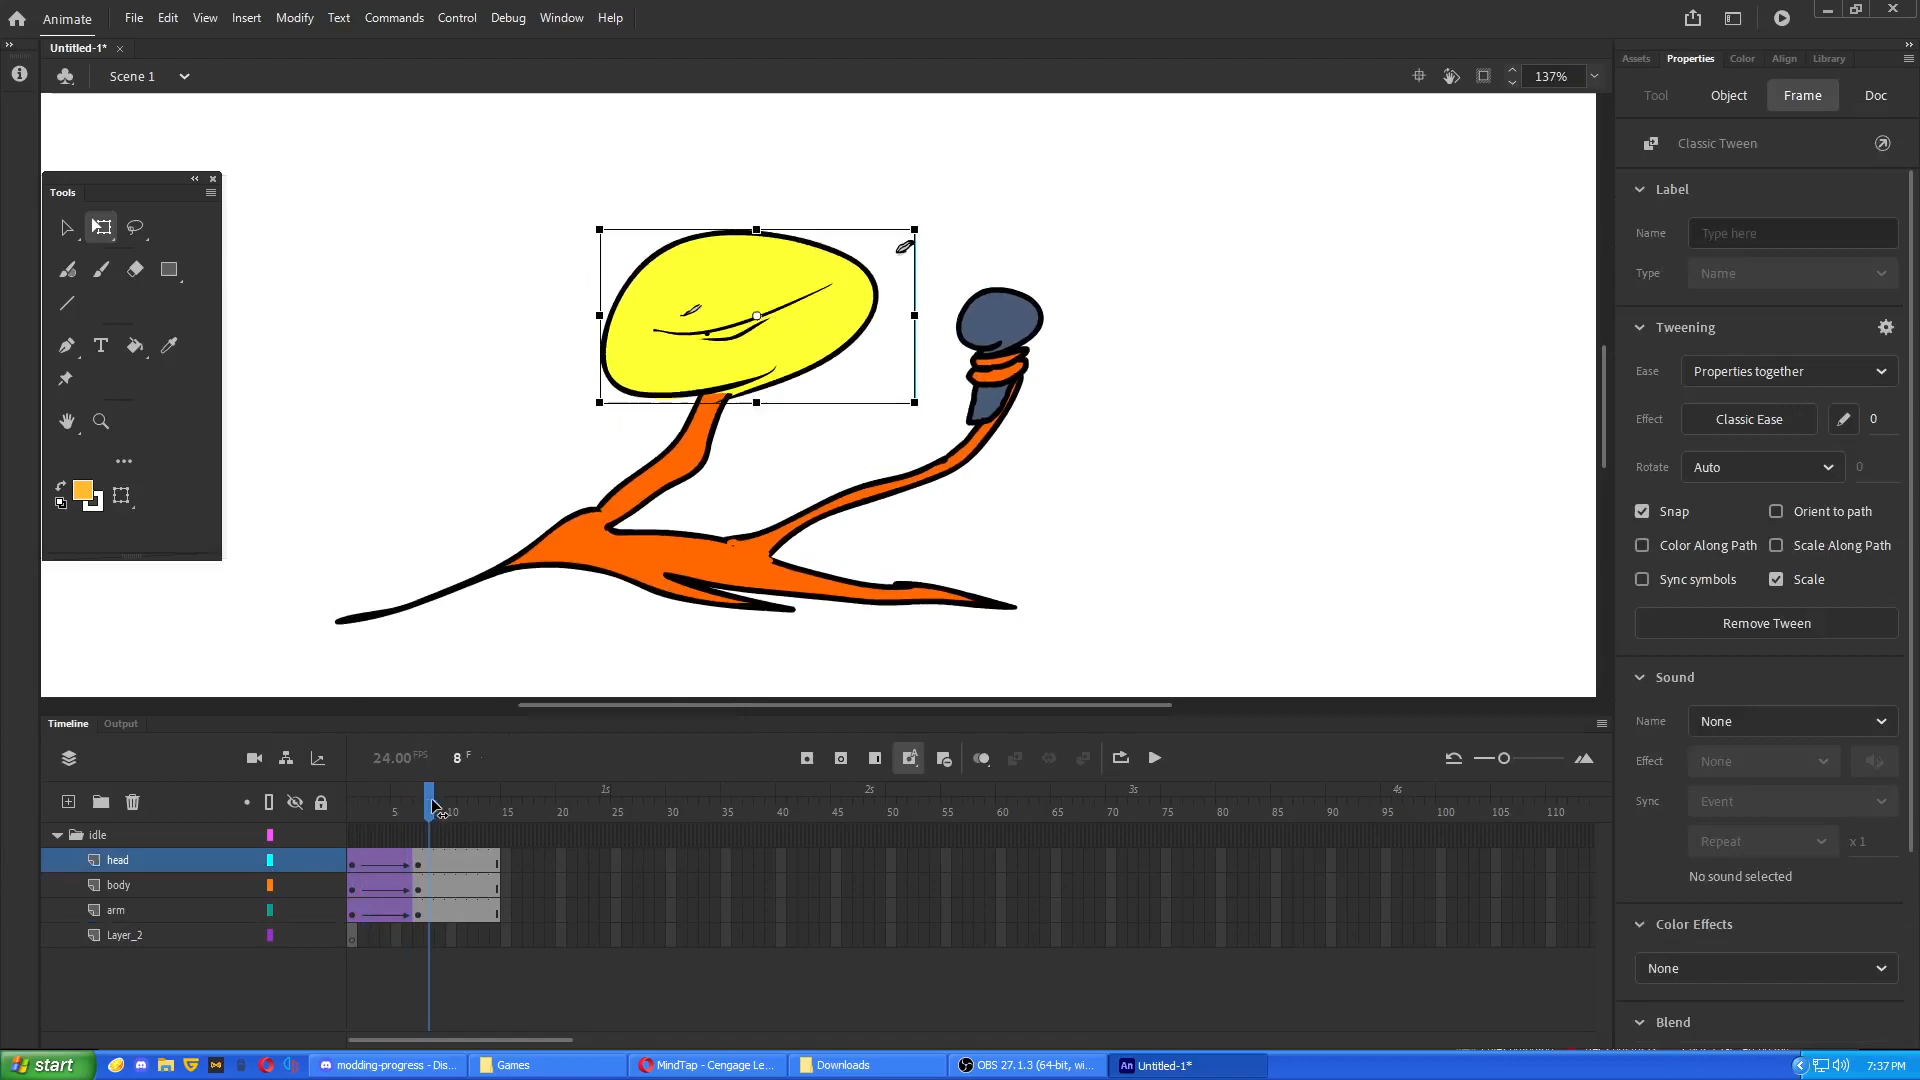 Animate File Edit View Insert Modify Text Commands Control Debug Window Help
Untitled-1* ×
Scene 1 137%
Assets Properties Color Align Library
Tool Object Frame Doc
Classic Tween
Label
Name Type here
Type Name
Tweening
Ease Properties together
Effect Classic Ease 0
Rotate Auto 0
Snap Orient to path
Color Along Path Scale Along Path
Sync symbols Scale
Remove Tween
Sound
Name None
Effect None
Sync Event
Repeat x 1
No sound selected
Color Effects
None
Blend
Tools
T
Timeline Output
24.00 FPS 8 F
1s 2s 3s 4s
5 10 15 20 25 30 35 40 45 50 55 60 65 70 75 80 85 90 95 100 105 110
idle
head
body
arm
Layer_2
start modding-progress - Dis... Games MindTap - Cengage Le... Downloads OBS 27.1.3 (64-bit, wi... An Untitled-1* 7:37 PM